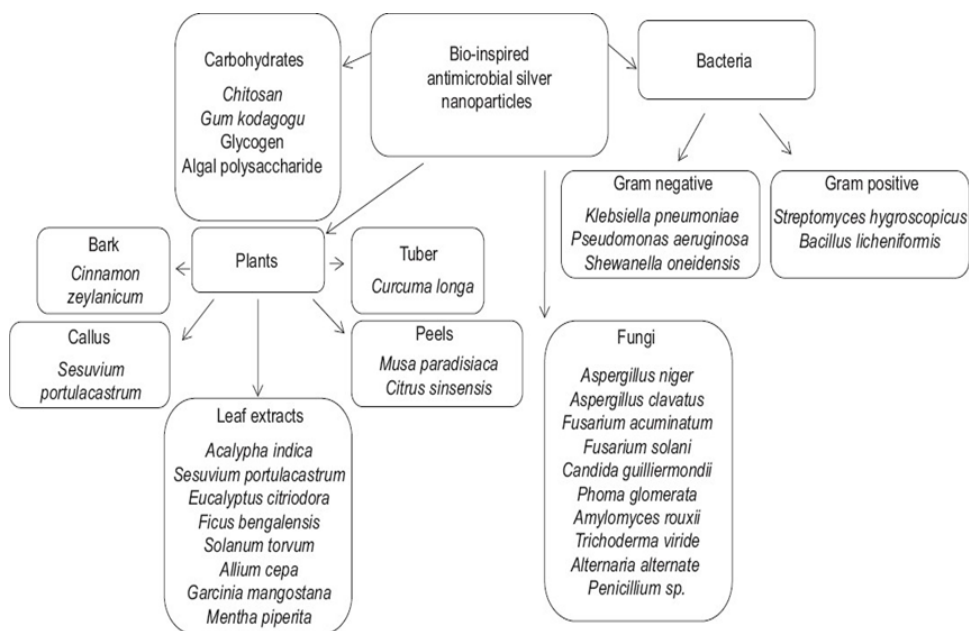 Carbohydrates
Chitosan
Gum kodagogu
Glycogen
Algal polysaccharide
Bio-inspired
antimicrobial silver
nanoparticles
Bacteria
Gram negative
Klebsiella pneumoniae
Pseudomonas aeruginosa
Shewanella oneidensis
Gram positive
Streptomyces hygroscopicus
Bacillus licheniformis
Bark
Cinnamon
zeylanicum
Plants
Tuber
Curcuma longa
Callus
Sesuvium
portulacastrum
Peels
Musa paradisiaca
Citrus sinsensis
Leaf extracts
Acalypha indica
Sesuvium portulacastrum
Eucalyptus citriodora
Ficus bengalensis
Solanum torvum
Allium cepa
Garcinia mangostana
Mentha piperita
Fungi
Aspergillus niger
Aspergillus clavatus
Fusarium acuminatum
Fusarium solani
Candida guilliermondii
Phoma glomerata
Amylomyces rouxii
Trichoderma viride
Alternaria alternate
Penicillium sp.